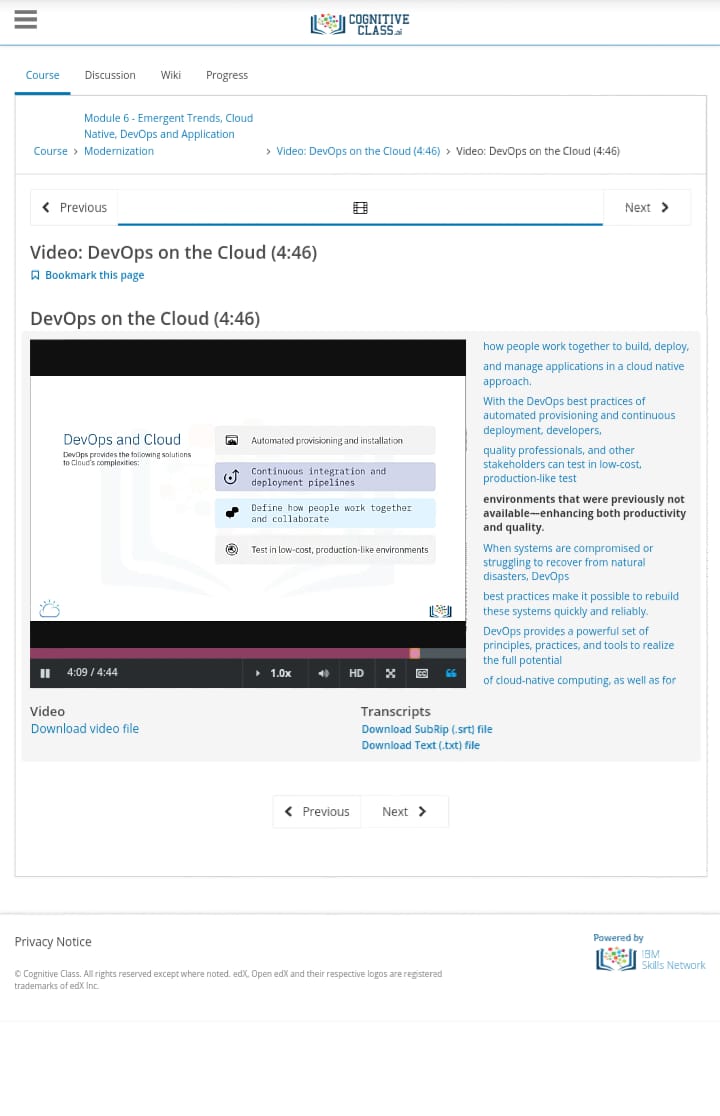 COGNITIVE
CLASS.ai
Course
Discussion
Wiki
Progress
Module 6 - Emergent Trends, Cloud
Native, DevOps and Application
Course > Modernization > Video: DevOps on the Cloud (4:46) > Video: DevOps on the Cloud (4:46)
Previous
Next
Video: DevOps on the Cloud (4:46)
Bookmark this page
DevOps on the Cloud (4:46)
DevOps and Cloud
DevOps provides the following solutions
to Cloud's complexities:
Automated provisioning and installation
Continuous integration and
deployment pipelines
Define how people work together
and collaborate
Test in low-cost, production-like environments
4:09 / 4:44
1.0x
HD
CC
how people work together to build, deploy,
and manage applications in a cloud native
approach.
With the DevOps best practices of
automated provisioning and continuous
deployment, developers,
quality professionals, and other
stakeholders can test in low-cost,
production-like test
environments that were previously not
available—enhancing both productivity
and quality.
When systems are compromised or
struggling to recover from natural
disasters, DevOps
best practices make it possible to rebuild
these systems quickly and reliably.
DevOps provides a powerful set of
principles, practices, and tools to realize
the full potential
of cloud-native computing, as well as for
Video
Download video file
Transcripts
Download SubRip (.srt) file
Download Text (.txt) file
Previous
Next
Privacy Notice
© Cognitive Class. All rights reserved except where noted. edX, Open edX and their respective logos are registered
trademarks of edX Inc.
Powered by
IBM
Skills Network